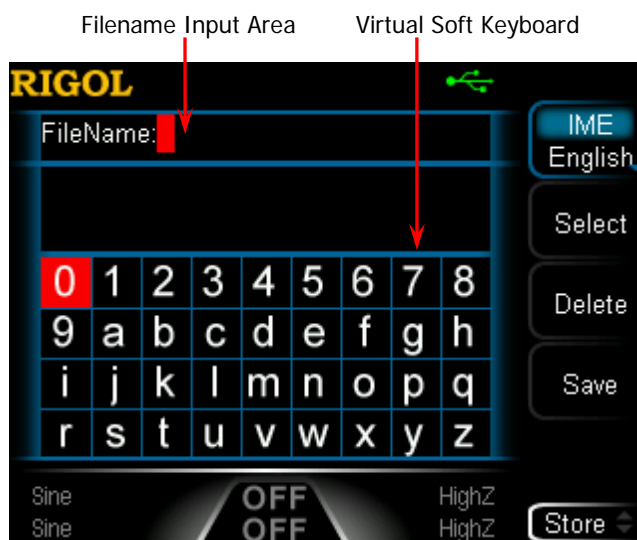 Filename Input Area Virtual Soft Keyboard
RIGOL
FileName:
IME
English
Select
Delete
Save
0 1 2 3 4 5 6 7 8
9 a b c d e f g h
i j k l m n o p q
r s t u v w x y z
Sine OFF HighZ
Sine OFF HighZ
Store